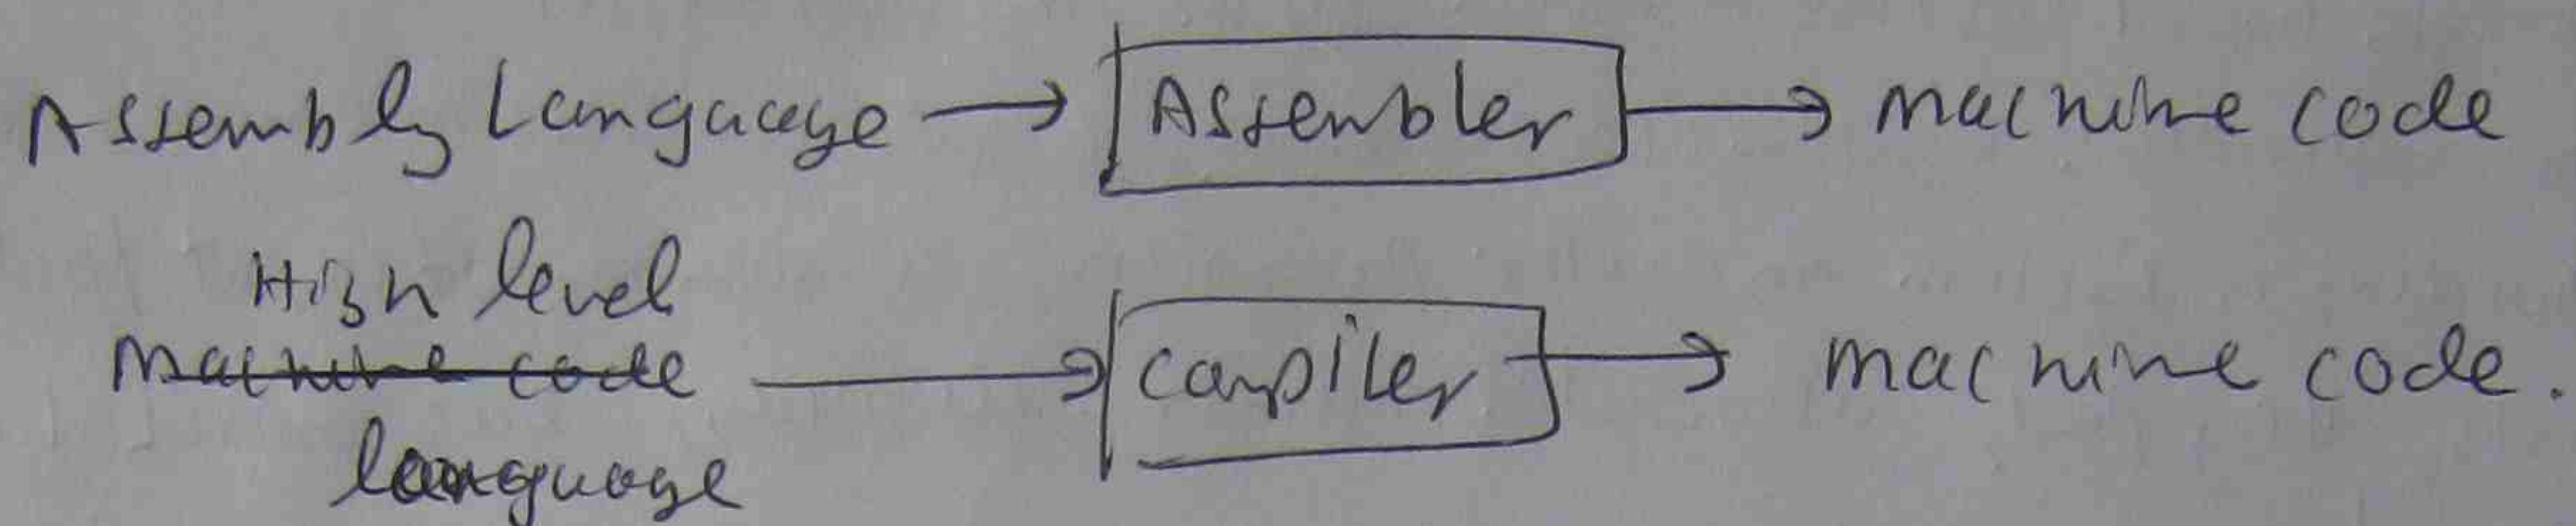 Assembly Language → Assembler → machine code
High level
machine code → compiler → machine code.
language